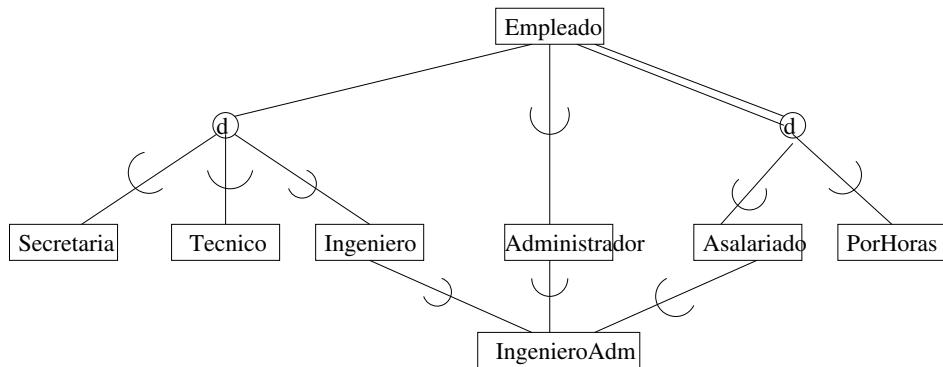 Empleado
d
d
Secretaria
Tecnico
Ingeniero
Administrador
Asalariado
PorHoras
IngenieroAdm